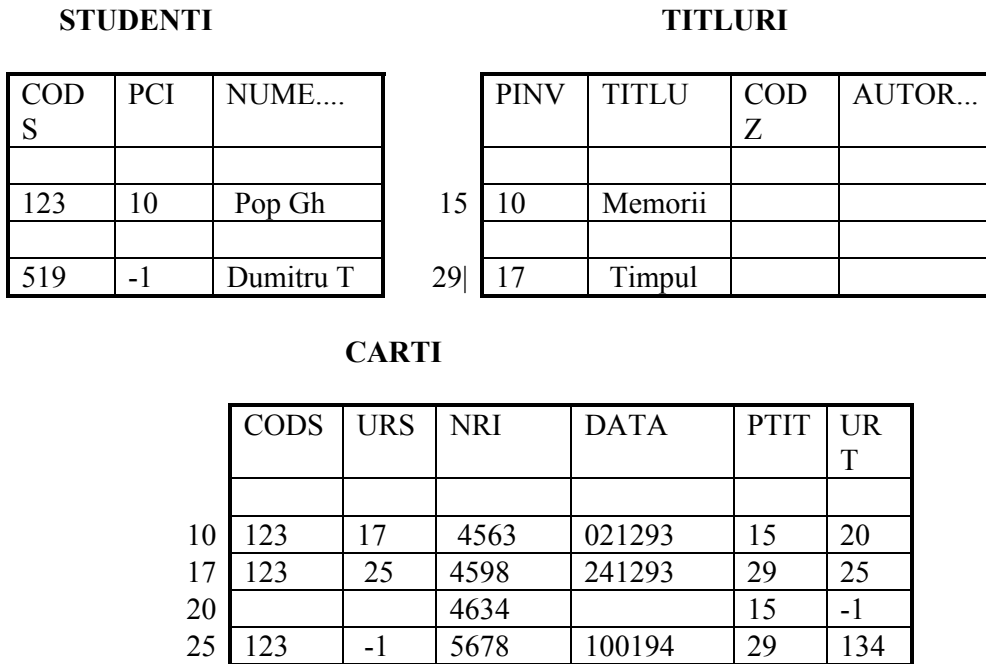 STUDENTI TITLURI
COD PCI NUME.... PINV TITLU COD AUTOR...
S Z
123 10 Pop Gh 15 10 Memorii
519 -1 Dumitru T 29| 17 Timpul
CARTI
CODS URS NRI DATA PTIT UR
T
10 123 17 4563 021293 15 20
17 123 25 4598 241293 29 25
20 4634 15 -1
25 123 -1 5678 100194 29 134